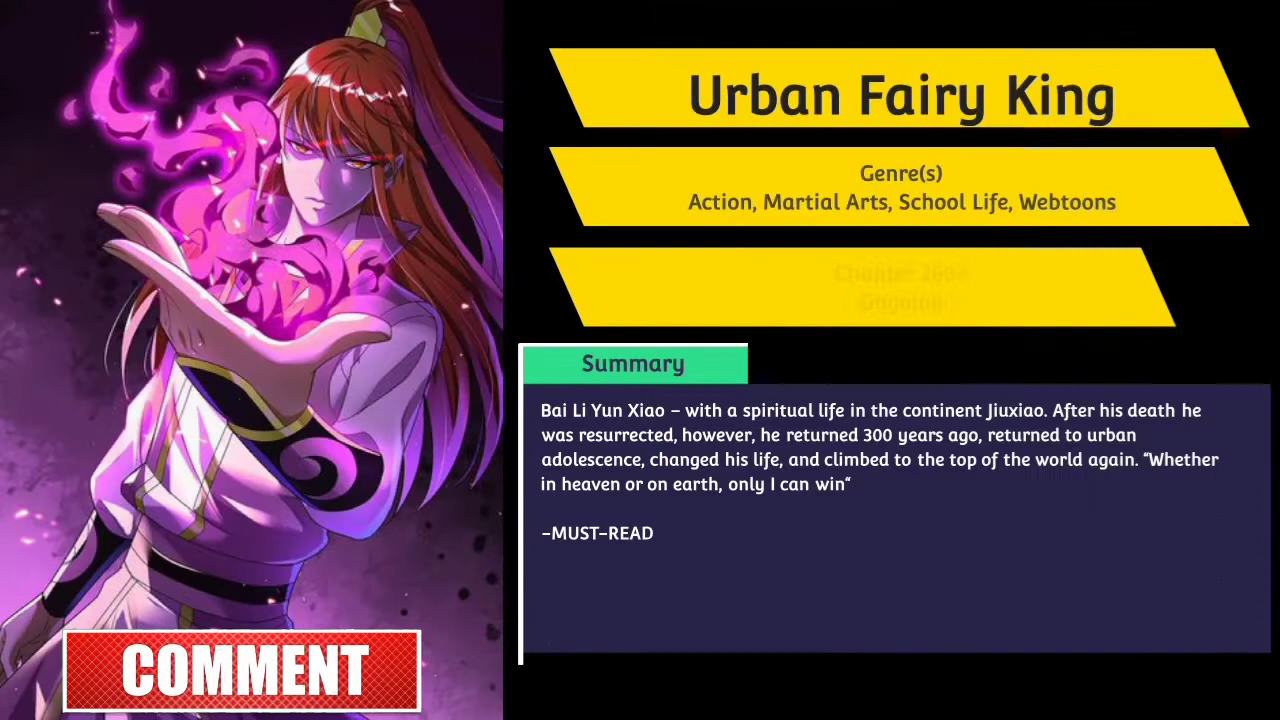 Urban Fairy King
Genre(s)
Action, Martial Arts, School Life, Webtoons
Chapter
Ongoing
Summary
Bai Li Yun Xiao – with a spiritual life in the continent Jiuxiao. After his death he
was resurrected, however, he returned 300 years ago, returned to urban
adolescence, changed his life, and climbed to the top of the world again. “Whether
in heaven or on earth, only I can win“
–MUST-READ
COMMENT